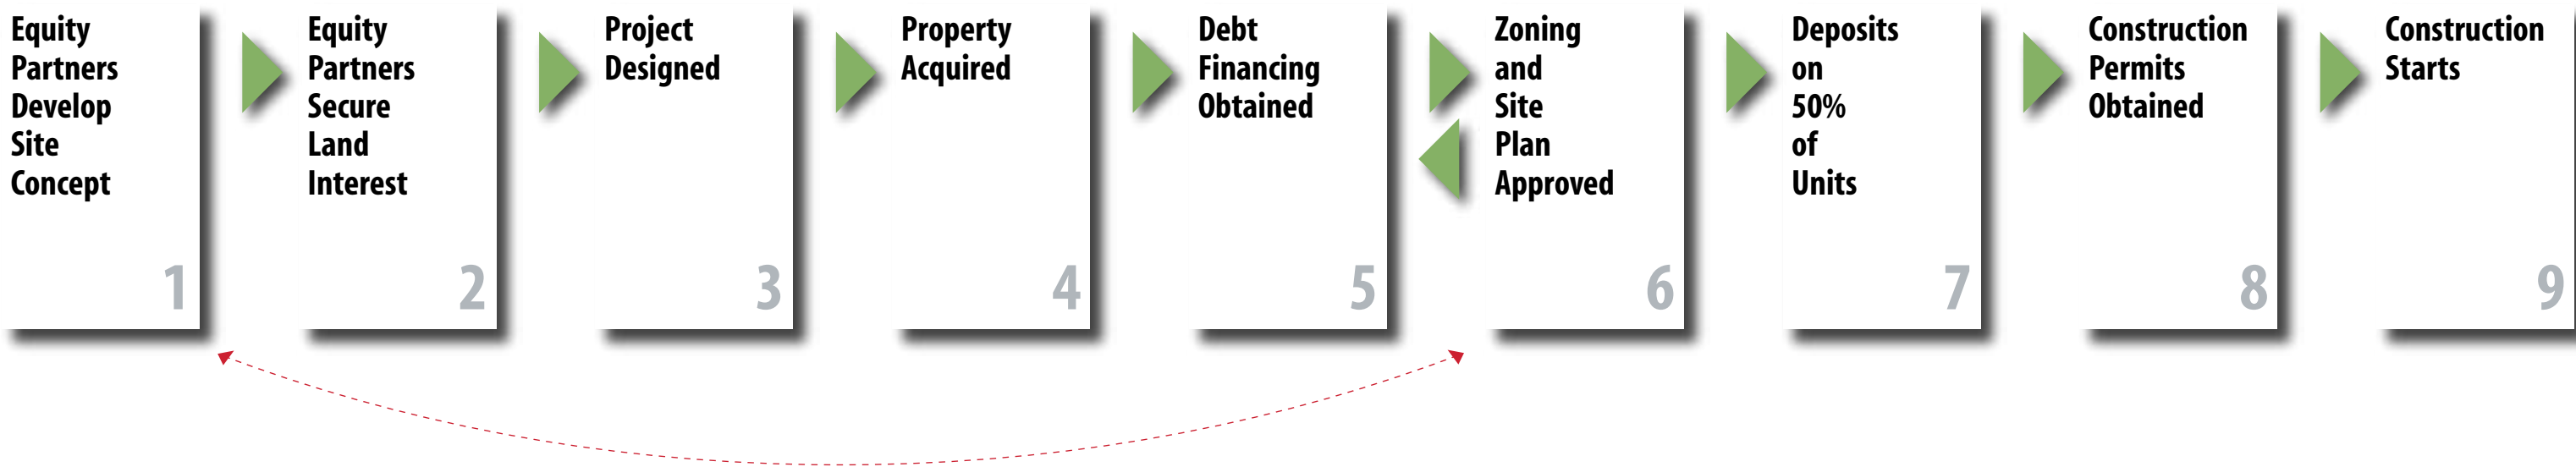 Equity
Partners
Develop
Site
Concept
1
Equity
Partners
Secure
Land
Interest
2
Project
Designed
3
Property
Acquired
4
Debt
Financing
Obtained
5
Zoning
and
Site
Plan
Approved
6
Deposits
on
50%
of
Units
7
Construction
Permits
Obtained
8
Construction
Starts
9